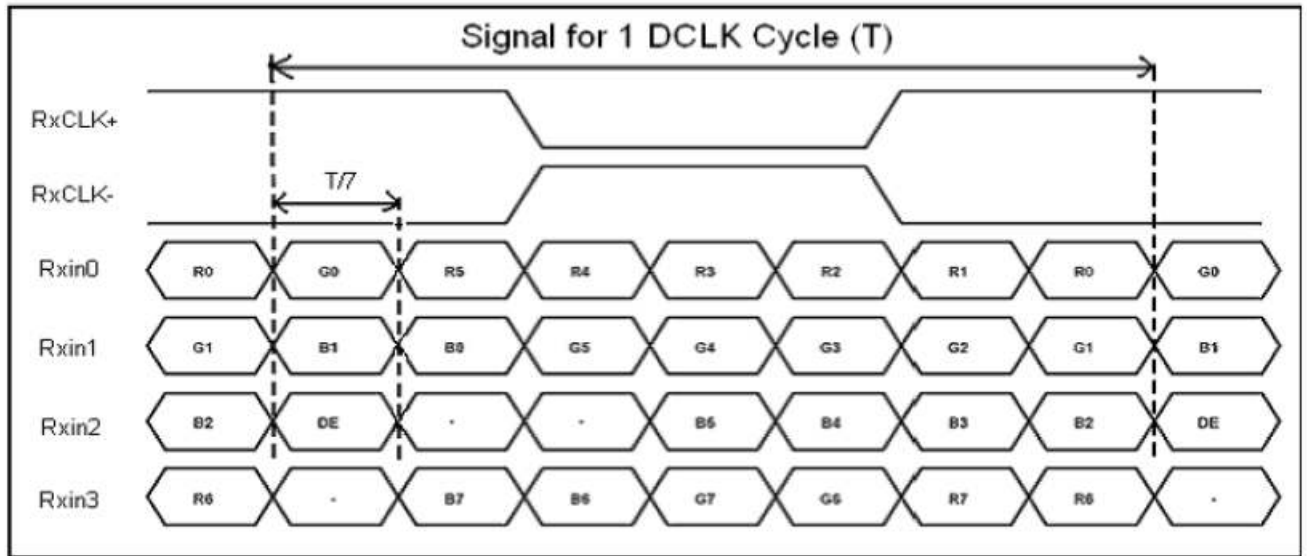 Signal for 1 DCLK Cycle (T)
RxCLK+
RxCLK-
T/7
Rxin0 R0 G0 R5 R4 R3 R2 R1 R0 G0
Rxin1 G1 B1 B0 G5 G4 G3 G2 G1 B1
Rxin2 B2 DE - - B5 B4 B3 B2 DE
Rxin3 R6 - B7 B6 G7 G6 R7 R6 -